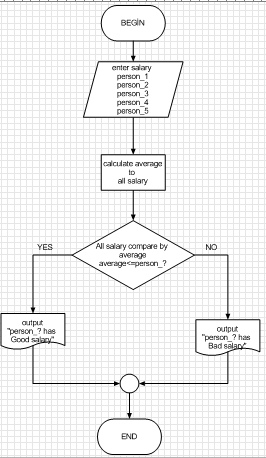 BEGİN
enter salary
person_1
person_2
person_3
person_4
person_5
calculate average
to
all salary
All salary compare by
average
average<=person_?
YES
NO
output
"person_? has
Good salary"
output
"person_? has
Bad salary"
END